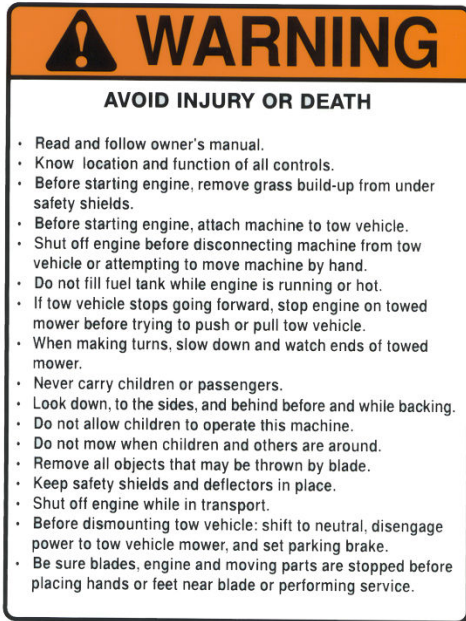 WARNING
AVOID INJURY OR DEATH
· Read and follow owner's manual.
· Know location and function of all controls.
· Before starting engine, remove grass build-up from under
safety shields.
· Before starting engine, attach machine to tow vehicle.
· Shut off engine before disconnecting machine from tow
vehicle or attempting to move machine by hand.
· Do not fill fuel tank while engine is running or hot.
· If tow vehicle stops going forward, stop engine on towed
mower before trying to push or pull tow vehicle.
· When making turns, slow down and watch ends of towed
mower.
· Never carry children or passengers.
· Look down, to the sides, and behind before and while backing.
· Do not allow children to operate this machine.
· Do not mow when children and others are around.
· Remove all objects that may be thrown by blade.
· Keep safety shields and deflectors in place.
· Shut off engine while in transport.
· Before dismounting tow vehicle: shift to neutral, disengage
power to tow vehicle mower, and set parking brake.
· Be sure blades, engine and moving parts are stopped before
placing hands or feet near blade or performing service.